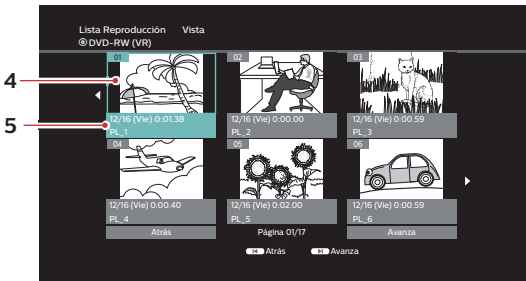 Lista Reproducción Vista
DVD-RW (VR)
01 02 03
4
12/16 (Vie) 0:01.38 12/16 (Vie) 0:00.00 12/16 (Vie) 0:00.59
5
PL_1 PL_2 PL_3
04 05 06
12/16 (Vie) 0:00.40 12/16 (Vie) 0:02.00 12/16 (Vie) 0:00.59
PL_4 PL_5 PL_6
Atrás Página 01/17 Avanza
Atrás Avanza